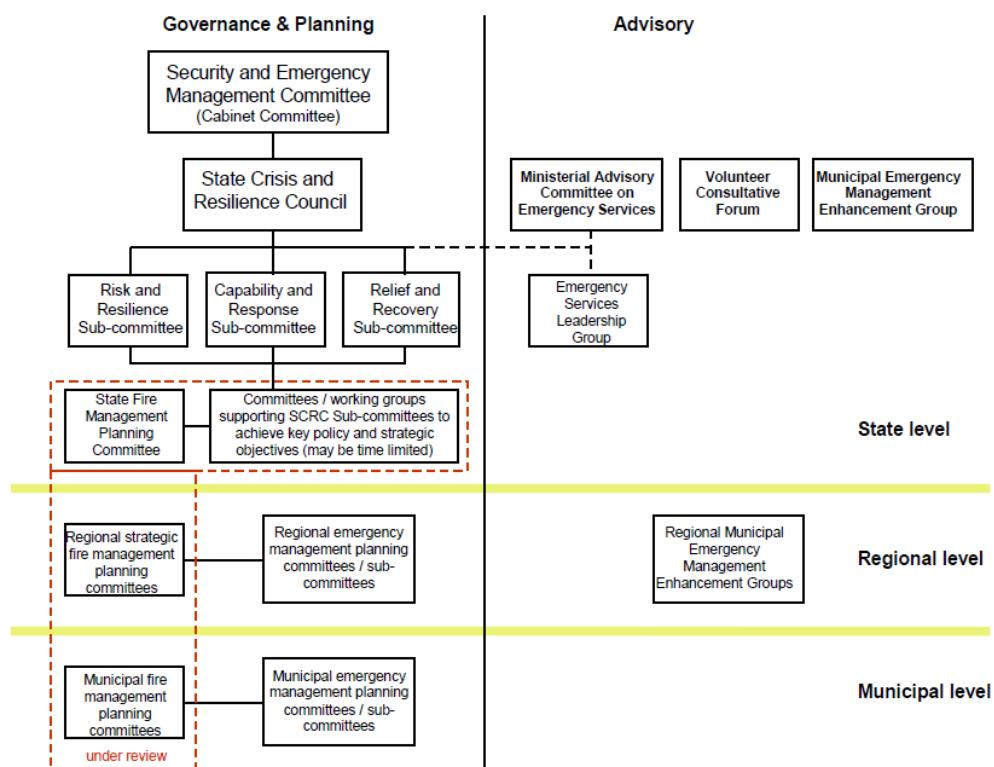 Governance & Planning
Advisory
Security and Emergency
Management Committee
(Cabinet Committee)
State Crisis and
Resilience Council
Ministerial Advisory
Committee on
Emergency Services
Volunteer
Consultative
Forum
Municipal Emergency
Management
Enhancement Group
Risk and
Resilience
Sub-committee
Capability and
Response
Sub-committee
Relief and
Recovery
Sub-committee
Emergency
Services
Leadership
Group
State Fire
Management
Planning
Committee
Committees / working groups
supporting SCRC Sub-committees to
achieve key policy and strategic
objectives (may be time limited)
State level
Regional strategic
fire management
planning
committees
Regional emergency
management planning
committees / sub-
committees
Regional Municipal
Emergency
Management
Enhancement Groups
Regional level
Municipal fire
management
planning
committees
Municipal emergency
management planning
committees / sub-
committees
Municipal level
under review